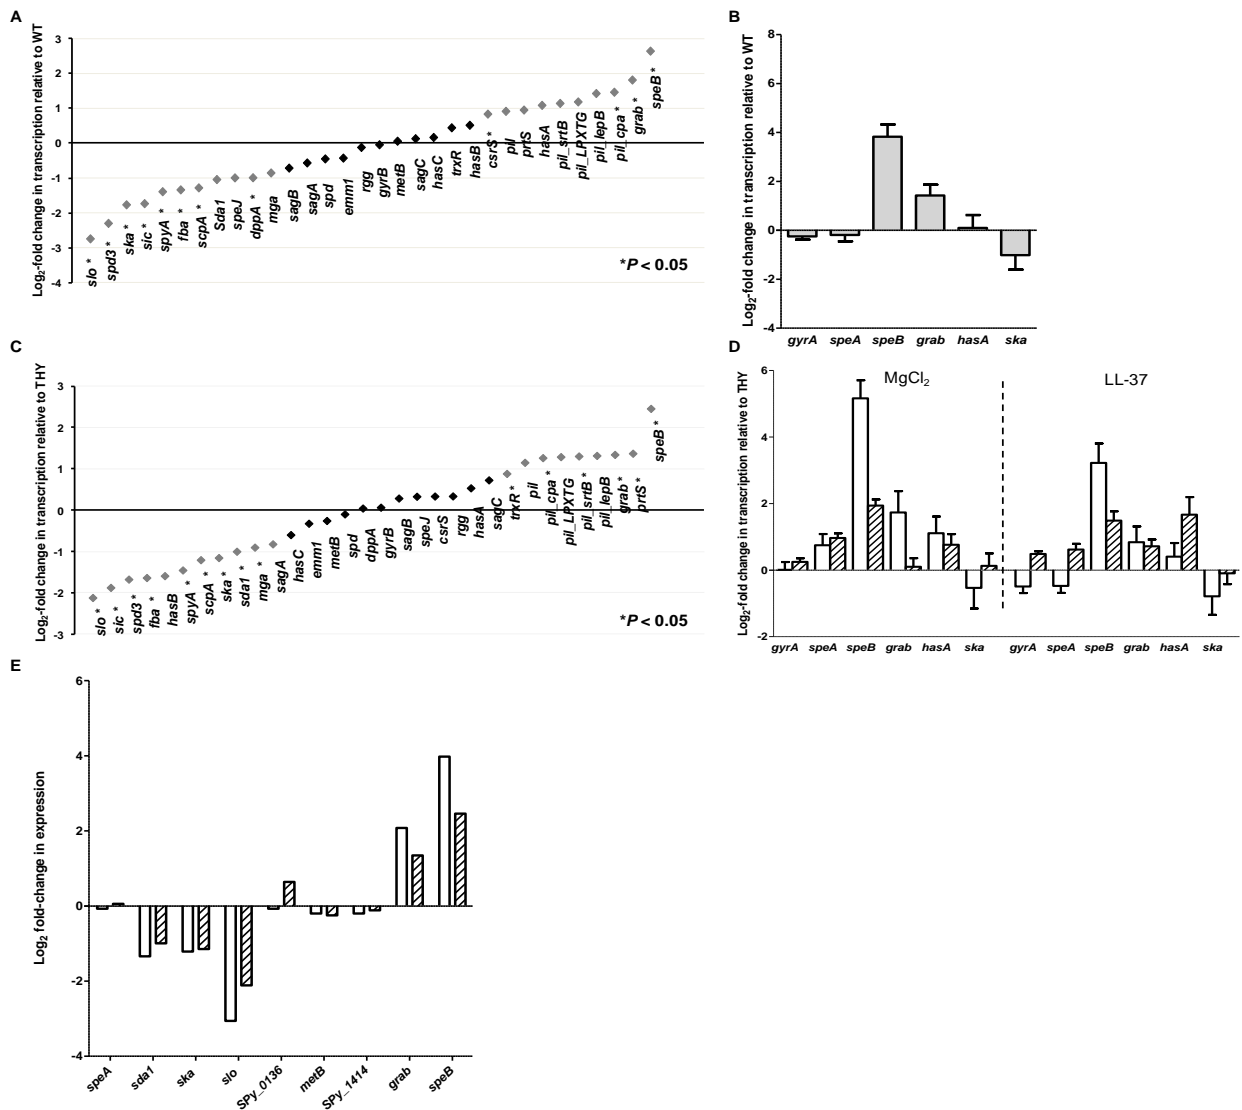 A
Log2-fold change in transcription relative to WT
3
2
1
0
-1
-2
-3
-4
slo *
spd3 *
ska *
sic *
spyA *
fba *
scpA *
Sda1
speJ
dppA *
mga
sagB
sagA
spd
emm1
rgg
gyrB
metB
sagC
hasC
trxR
hasB
csrS *
pil
prtS
hasA
pil_srtB
pil_LPXTG
pil_lepB
pil_cpa *
grab *
speB *
*P < 0.05
B
Log2-fold change in transcription relative to WT
8
6
4
2
0
-2
-4
gyrA speA speB grab hasA ska
C
Log2-fold change in transcription relative to THY
3
2
1
0
-1
-2
-3
slo *
sic *
spd3 *
fba *
hasB
spyA *
scpA *
ska *
sda1 *
mga *
sagA
hasC
emm1
metB
spd
dppA
gyrB
sagB
speJ
csrS
rgg
hasA
sagC
trxR *
pil
pil_cpa *
pil_LPXTG
pil_srtB *
pil_lepB
grab *
prtS *
speB *
*P < 0.05
D
Log2-fold change in transcription relative to THY
MgCl2
LL-37
6
4
2
0
-2
gyrA speA speB grab hasA ska gyrA speA speB grab hasA ska
E
Log2 fold-change in expression
6
4
2
0
-2
-4
speA
sda1
ska
slo
SPy_0136
metB
SPy_1414
grab
speB